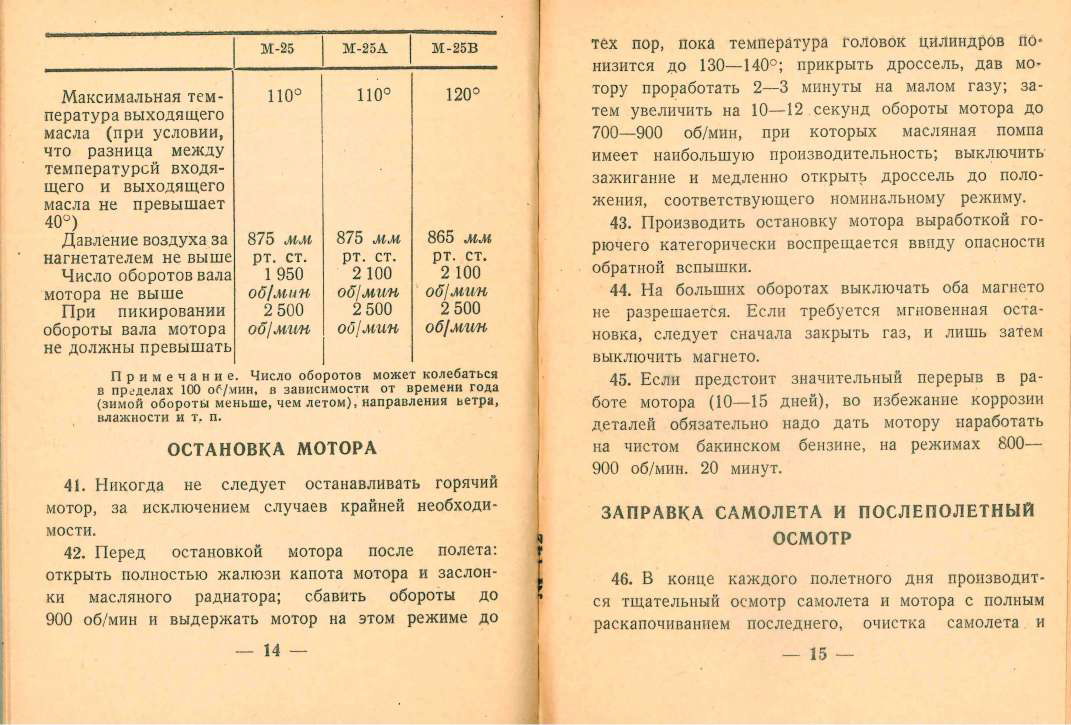 М-25 М-25А М-25В
Максимальная тем- 110° 110° 120°
пература выходящего
масла (при условии,
что разница между
температурой входя-
щего и выходящего
масла не превышает
40°)
Давление воздуха за 875 мм 875 мм 865 мм
нагнетателем не выше рт. ст. рт. ст. рт. ст.
Число оборотов вала 1 950 2 100 2 100
мотора не выше об/мин об/мин об/мин
При пикировании 2 500 2 500 2 500
обороты вала мотора об/мин об/мин об/мин
не должны превышать
Примечание. Число оборотов может колебаться
в пределах 100 об/мин, в зависимости от времени года
(зимой обороты меньше, чем летом), направления ветра,
влажности и т. п.
ОСТАНОВКА МОТОРА
41. Никогда не следует останавливать горячий
мотор, за исключением случаев крайней необходи-
мости.
42. Перед остановкой мотора после полета:
открыть полностью жалюзи капота мотора и заслон-
ки масляного радиатора; сбавить обороты до
900 об/мин и выдержать мотор на этом режиме до
— 14 —
тех пор, пока температура головок цилиндров по-
низится до 130—140°; прикрыть дроссель, дав мо-
тору проработать 2—3 минуты на малом газу; за-
тем увеличить на 10—12 секунд обороты мотора до
700—900 об/мин, при которых масляная помпа
имеет наибольшую производительность; выключить
зажигание и медленно открыть дроссель до поло-
жения, соответствующего номинальному режиму.
43. Производить остановку мотора выработкой го-
рючего категорически воспрещается ввиду опасности
обратной вспышки.
44. На больших оборотах выключать оба магнето
не разрешается. Если требуется мгновенная оста-
новка, следует сначала закрыть газ, и лишь затем
выключить магнето.
45. Если предстоит значительный перерыв в ра-
боте мотора (10—15 дней), во избежание коррозии
деталей обязательно надо дать мотору наработать
на чистом бакинском бензине, на режимах 800—
900 об/мин. 20 минут.
ЗАПРАВКА САМОЛЕТА И ПОСЛЕПОЛЕТНЫЙ
ОСМОТР
46. В конце каждого полетного дня производит-
ся тщательный осмотр самолета и мотора с полным
раскапочиванием последнего, очистка самолета и
— 15 —